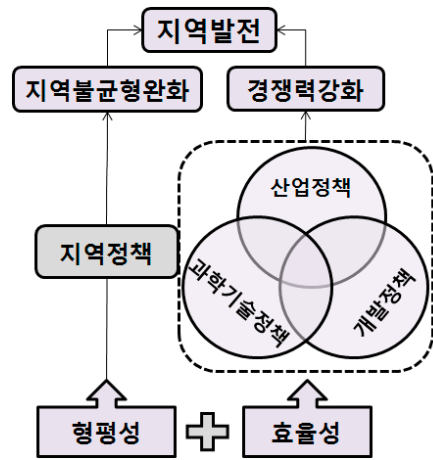 지역발전
지역불균형완화
경쟁력강화
산업정책
지역정책
과학기술정책
개발정책
형평성
효율성